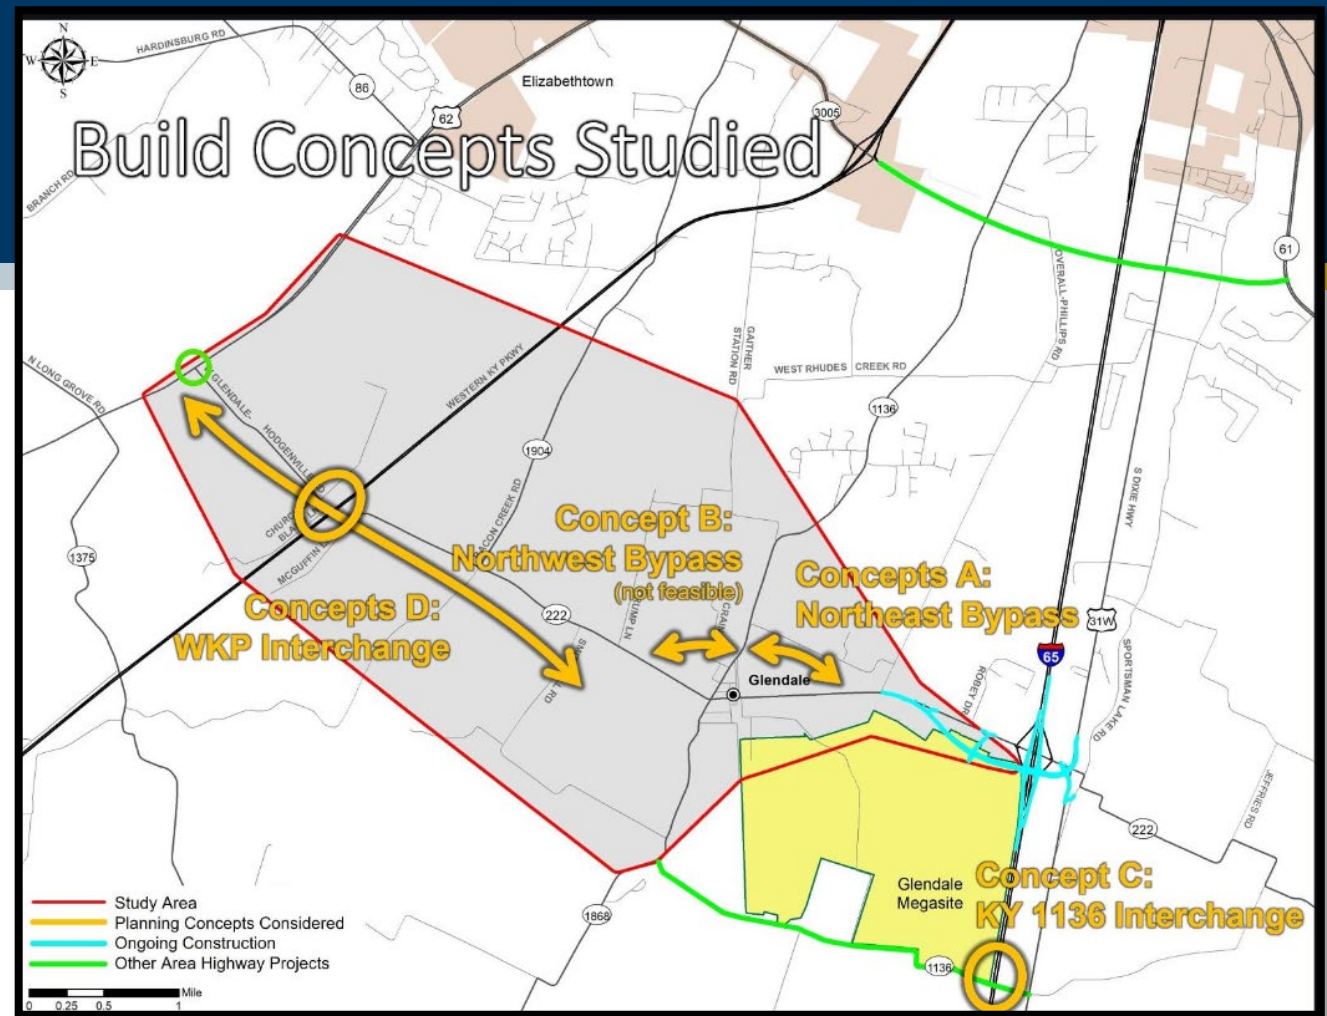 N
W
E
S
HARDINSBURG RD
86
62
Elizabethtown
3005
Build Concepts Studied
BRANCH RD
61
OVERALL-PHILLIPS RD
GAITHER
STATION RD
N LONG GROVE RD
WESTERN KY PKWY
WEST RHUDES CREEK RD
GLENDALE-
HODGENVILLE
1136
1904
S DIXIE HWY
1375
MCGUFFIN
Concept B:
Northwest Bypass
(not feasible)
Concepts A:
Northeast Bypass
Concepts D:
WKP Interchange
222
31W
65
SPORTSMAN LAKE RD
ROBEY DR
Glendale
JEFFRIES RD
222
Glendale
Megasite
Concept C:
KY 1136 Interchange
1868
1136
Study Area
Planning Concepts Considered
Ongoing Construction
Other Area Highway Projects
Mile
0 0.25 0.5 1